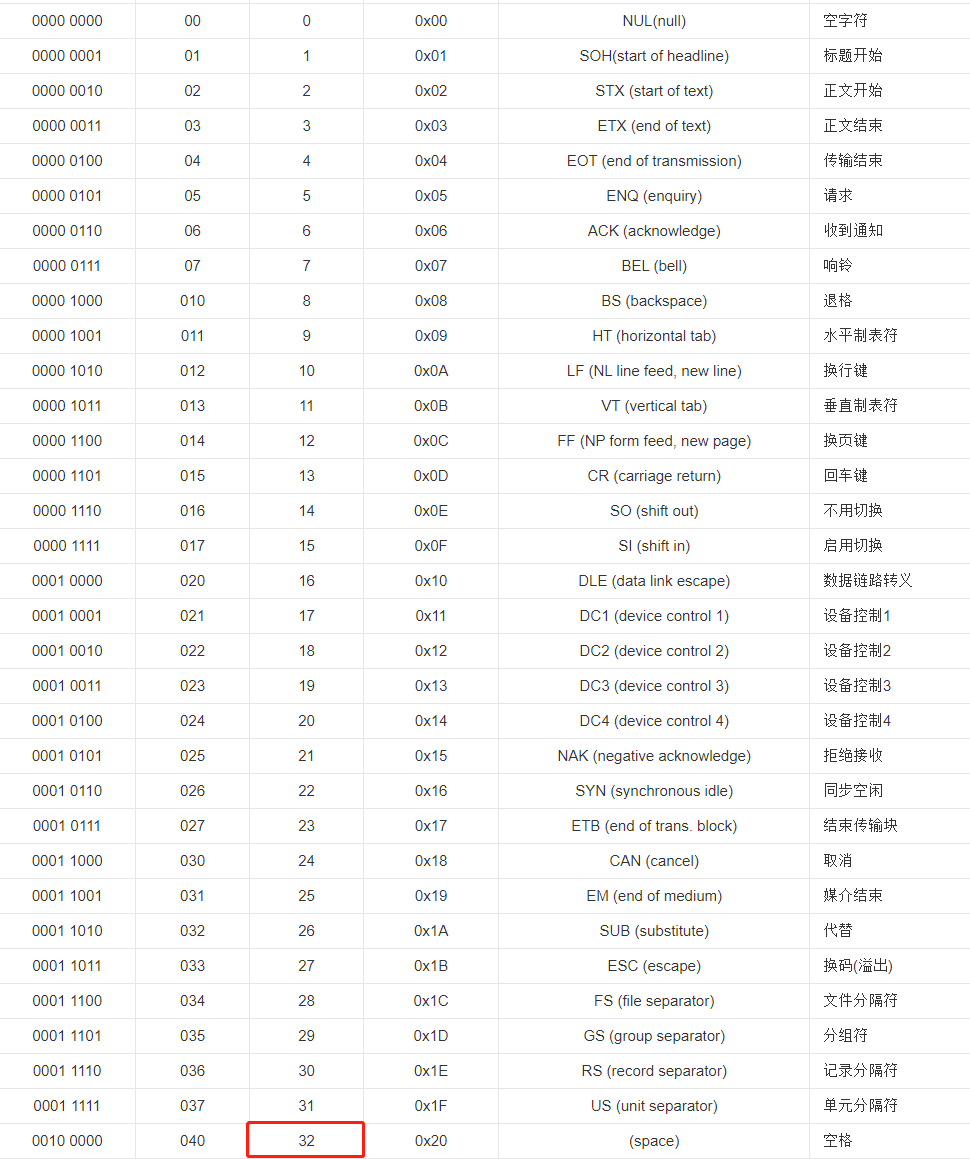 0000 0000 00 0 0x00 NUL(null) 空字符
0000 0001 01 1 0x01 SOH(start of headline) 标题开始
0000 0010 02 2 0x02 STX (start of text) 正文开始
0000 0011 03 3 0x03 ETX (end of text) 正文结束
0000 0100 04 4 0x04 EOT (end of transmission) 传输结束
0000 0101 05 5 0x05 ENQ (enquiry) 请求
0000 0110 06 6 0x06 ACK (acknowledge) 收到通知
0000 0111 07 7 0x07 BEL (bell) 响铃
0000 1000 010 8 0x08 BS (backspace) 退格
0000 1001 011 9 0x09 HT (horizontal tab) 水平制表符
0000 1010 012 10 0x0A LF (NL line feed, new line) 换行键
0000 1011 013 11 0x0B VT (vertical tab) 垂直制表符
0000 1100 014 12 0x0C FF (NP form feed, new page) 换页键
0000 1101 015 13 0x0D CR (carriage return) 回车键
0000 1110 016 14 0x0E SO (shift out) 不用切换
0000 1111 017 15 0x0F SI (shift in) 启用切换
0001 0000 020 16 0x10 DLE (data link escape) 数据链路转义
0001 0001 021 17 0x11 DC1 (device control 1) 设备控制1
0001 0010 022 18 0x12 DC2 (device control 2) 设备控制2
0001 0011 023 19 0x13 DC3 (device control 3) 设备控制3
0001 0100 024 20 0x14 DC4 (device control 4) 设备控制4
0001 0101 025 21 0x15 NAK (negative acknowledge) 拒绝接收
0001 0110 026 22 0x16 SYN (synchronous idle) 同步空闲
0001 0111 027 23 0x17 ETB (end of trans. block) 结束传输块
0001 1000 030 24 0x18 CAN (cancel) 取消
0001 1001 031 25 0x19 EM (end of medium) 媒介结束
0001 1010 032 26 0x1A SUB (substitute) 代替
0001 1011 033 27 0x1B ESC (escape) 换码(溢出)
0001 1100 034 28 0x1C FS (file separator) 文件分隔符
0001 1101 035 29 0x1D GS (group separator) 分组符
0001 1110 036 30 0x1E RS (record separator) 记录分隔符
0001 1111 037 31 0x1F US (unit separator) 单元分隔符
0010 0000 040 32 0x20 (space) 空格